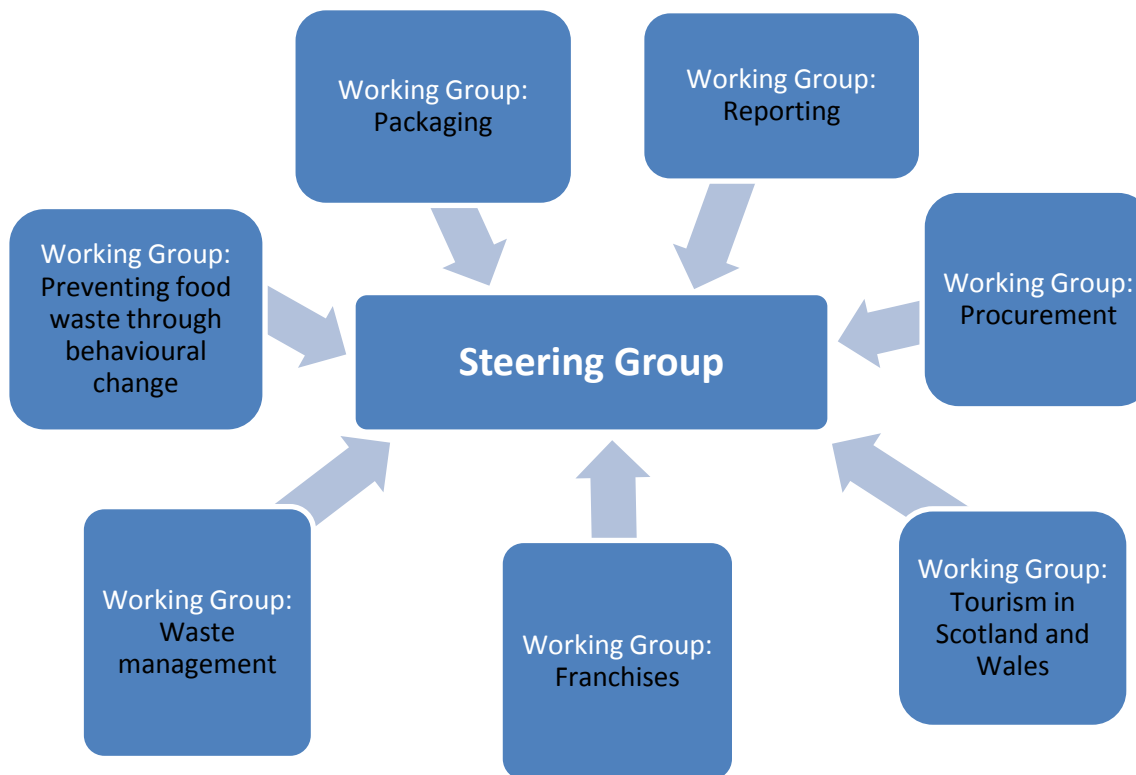 Working Group:
Packaging
Working Group:
Reporting
Working Group:
Preventing food
waste through
behavioural
change
Steering Group
Working Group:
Procurement
Working Group:
Waste
management
Working Group:
Franchises
Working Group:
Tourism in
Scotland and
Wales